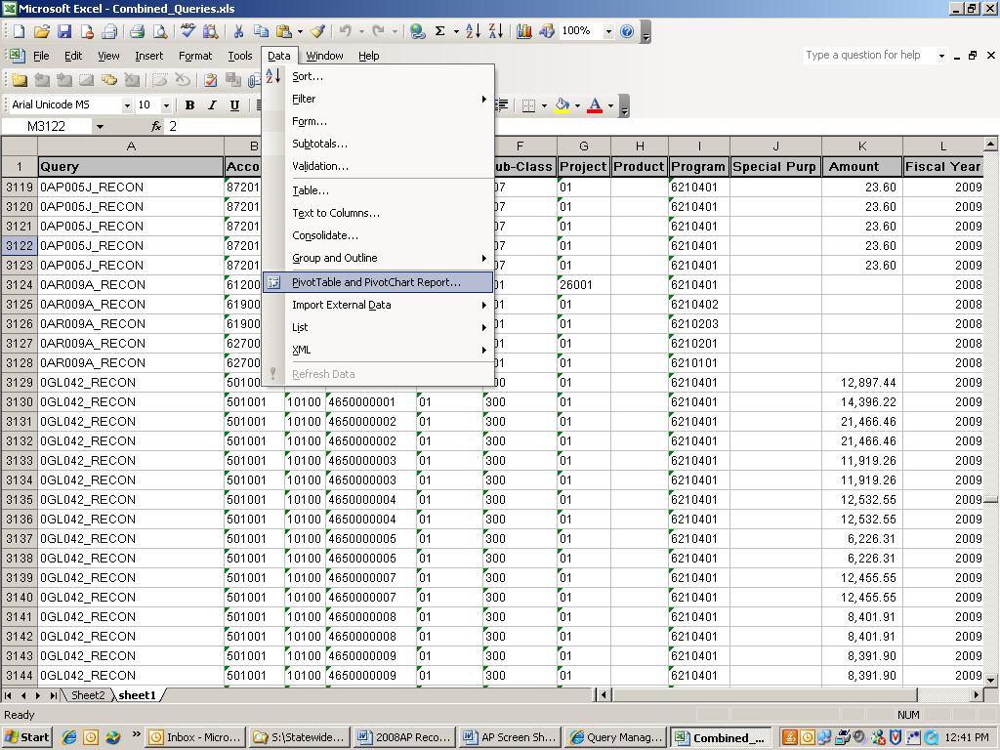 Microsoft Excel - Combined_Queries.xls
100%
File Edit View Insert Format Tools Data Window Help
Type a question for help
Arial Unicode MS 10 B I U
M3122 fx 2
Sort...
Filter
Form...
Subtotals...
Validation...
Table...
Text to Columns...
Consolidate...
Group and Outline
PivotTable and PivotChart Report...
Import External Data
List
XML
Refresh Data
A B F G H I J K L
1 Query Acco ub-Class Project Product Program Special Purp Amount Fiscal Year
3119 0AP005J_RECON 87201 07 01 6210401 23.60 2009
3120 0AP005J_RECON 87201 07 01 6210401 23.60 2009
3121 0AP005J_RECON 87201 07 01 6210401 23.60 2009
3122 0AP005J_RECON 87201 07 01 6210401 23.60 2009
3123 0AP005J_RECON 87201 07 01 6210401 23.60 2009
3124 0AR009A_RECON 61200 01 26001 6210401 2008
3125 0AR009A_RECON 61900 01 01 6210402 2008
3126 0AR009A_RECON 61900 01 01 6210203 2008
3127 0AR009A_RECON 62700 01 01 6210201 2008
3128 0AR009A_RECON 62700 01 01 6210101 2008
3129 0GL042_RECON 50100 00 01 6210401 12,897.44 2009
3130 0GL042_RECON 501001 10100 4650000001 01 300 01 6210401 14,396.22 2009
3131 0GL042_RECON 501001 10100 4650000002 01 300 01 6210401 21,466.46 2009
3132 0GL042_RECON 501001 10100 4650000002 01 300 01 6210401 21,466.46 2009
3133 0GL042_RECON 501001 10100 4650000003 01 300 01 6210401 11,919.26 2009
3134 0GL042_RECON 501001 10100 4650000003 01 300 01 6210401 11,919.26 2009
3135 0GL042_RECON 501001 10100 4650000004 01 300 01 6210401 12,532.55 2009
3136 0GL042_RECON 501001 10100 4650000004 01 300 01 6210401 12,532.55 2009
3137 0GL042_RECON 501001 10100 4650000005 01 300 01 6210401 6,226.31 2009
3138 0GL042_RECON 501001 10100 4650000005 01 300 01 6210401 6,226.31 2009
3139 0GL042_RECON 501001 10100 4650000007 01 300 01 6210401 12,455.55 2009
3140 0GL042_RECON 501001 10100 4650000007 01 300 01 6210401 12,455.55 2009
3141 0GL042_RECON 501001 10100 4650000008 01 300 01 6210401 8,401.91 2009
3142 0GL042_RECON 501001 10100 4650000008 01 300 01 6210401 8,401.91 2009
3143 0GL042_RECON 501001 10100 4650000009 01 300 01 6210401 8,391.90 2009
3144 0GL042_RECON 501001 10100 4650000009 01 300 01 6210401 8,391.90 2009
Sheet2 sheet1
Ready NUM
Start Inbox - Micro... S:\Statewide... 2008AP Reco... AP Screen Sh... Query Manag... Combined_... 12:41 PM